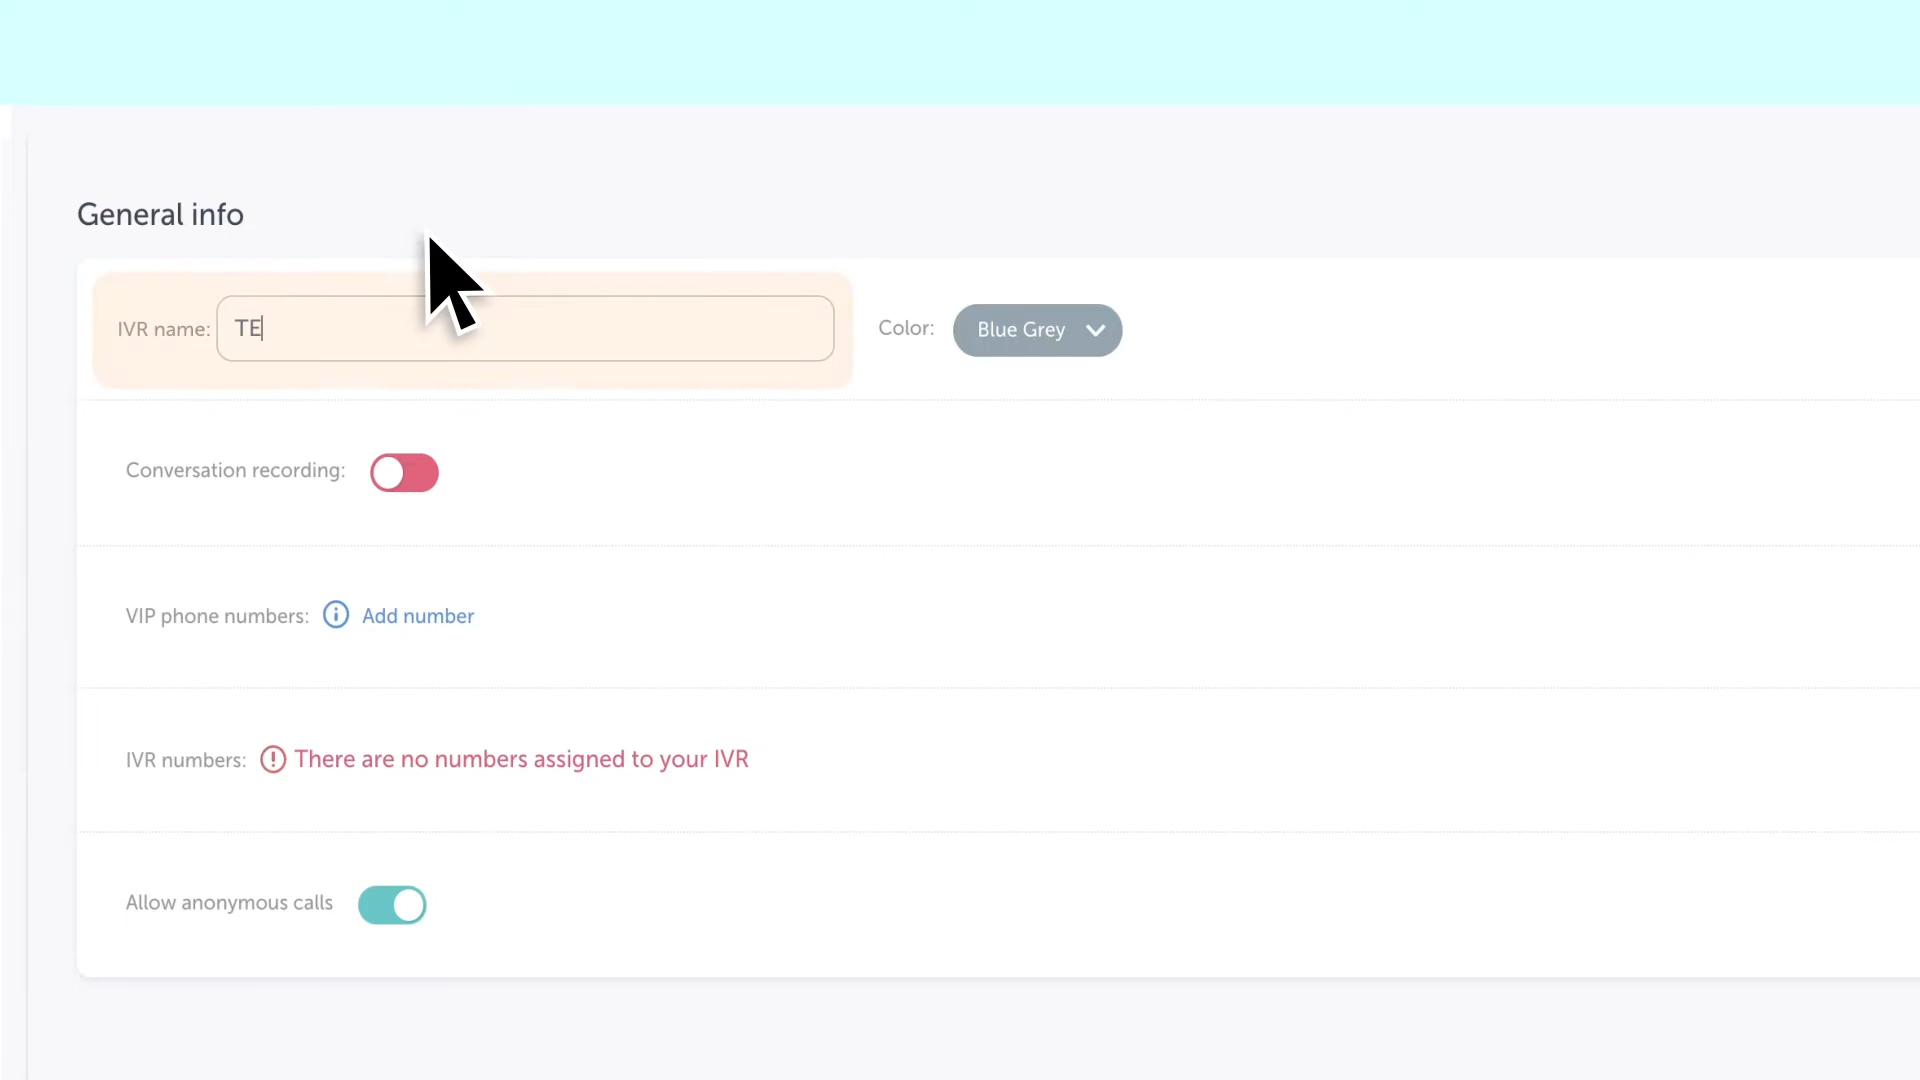 General info
IVR name: TE
Color: Blue Grey
Conversation recording:
VIP phone numbers: Add number
IVR numbers: There are no numbers assigned to your IVR
Allow anonymous calls